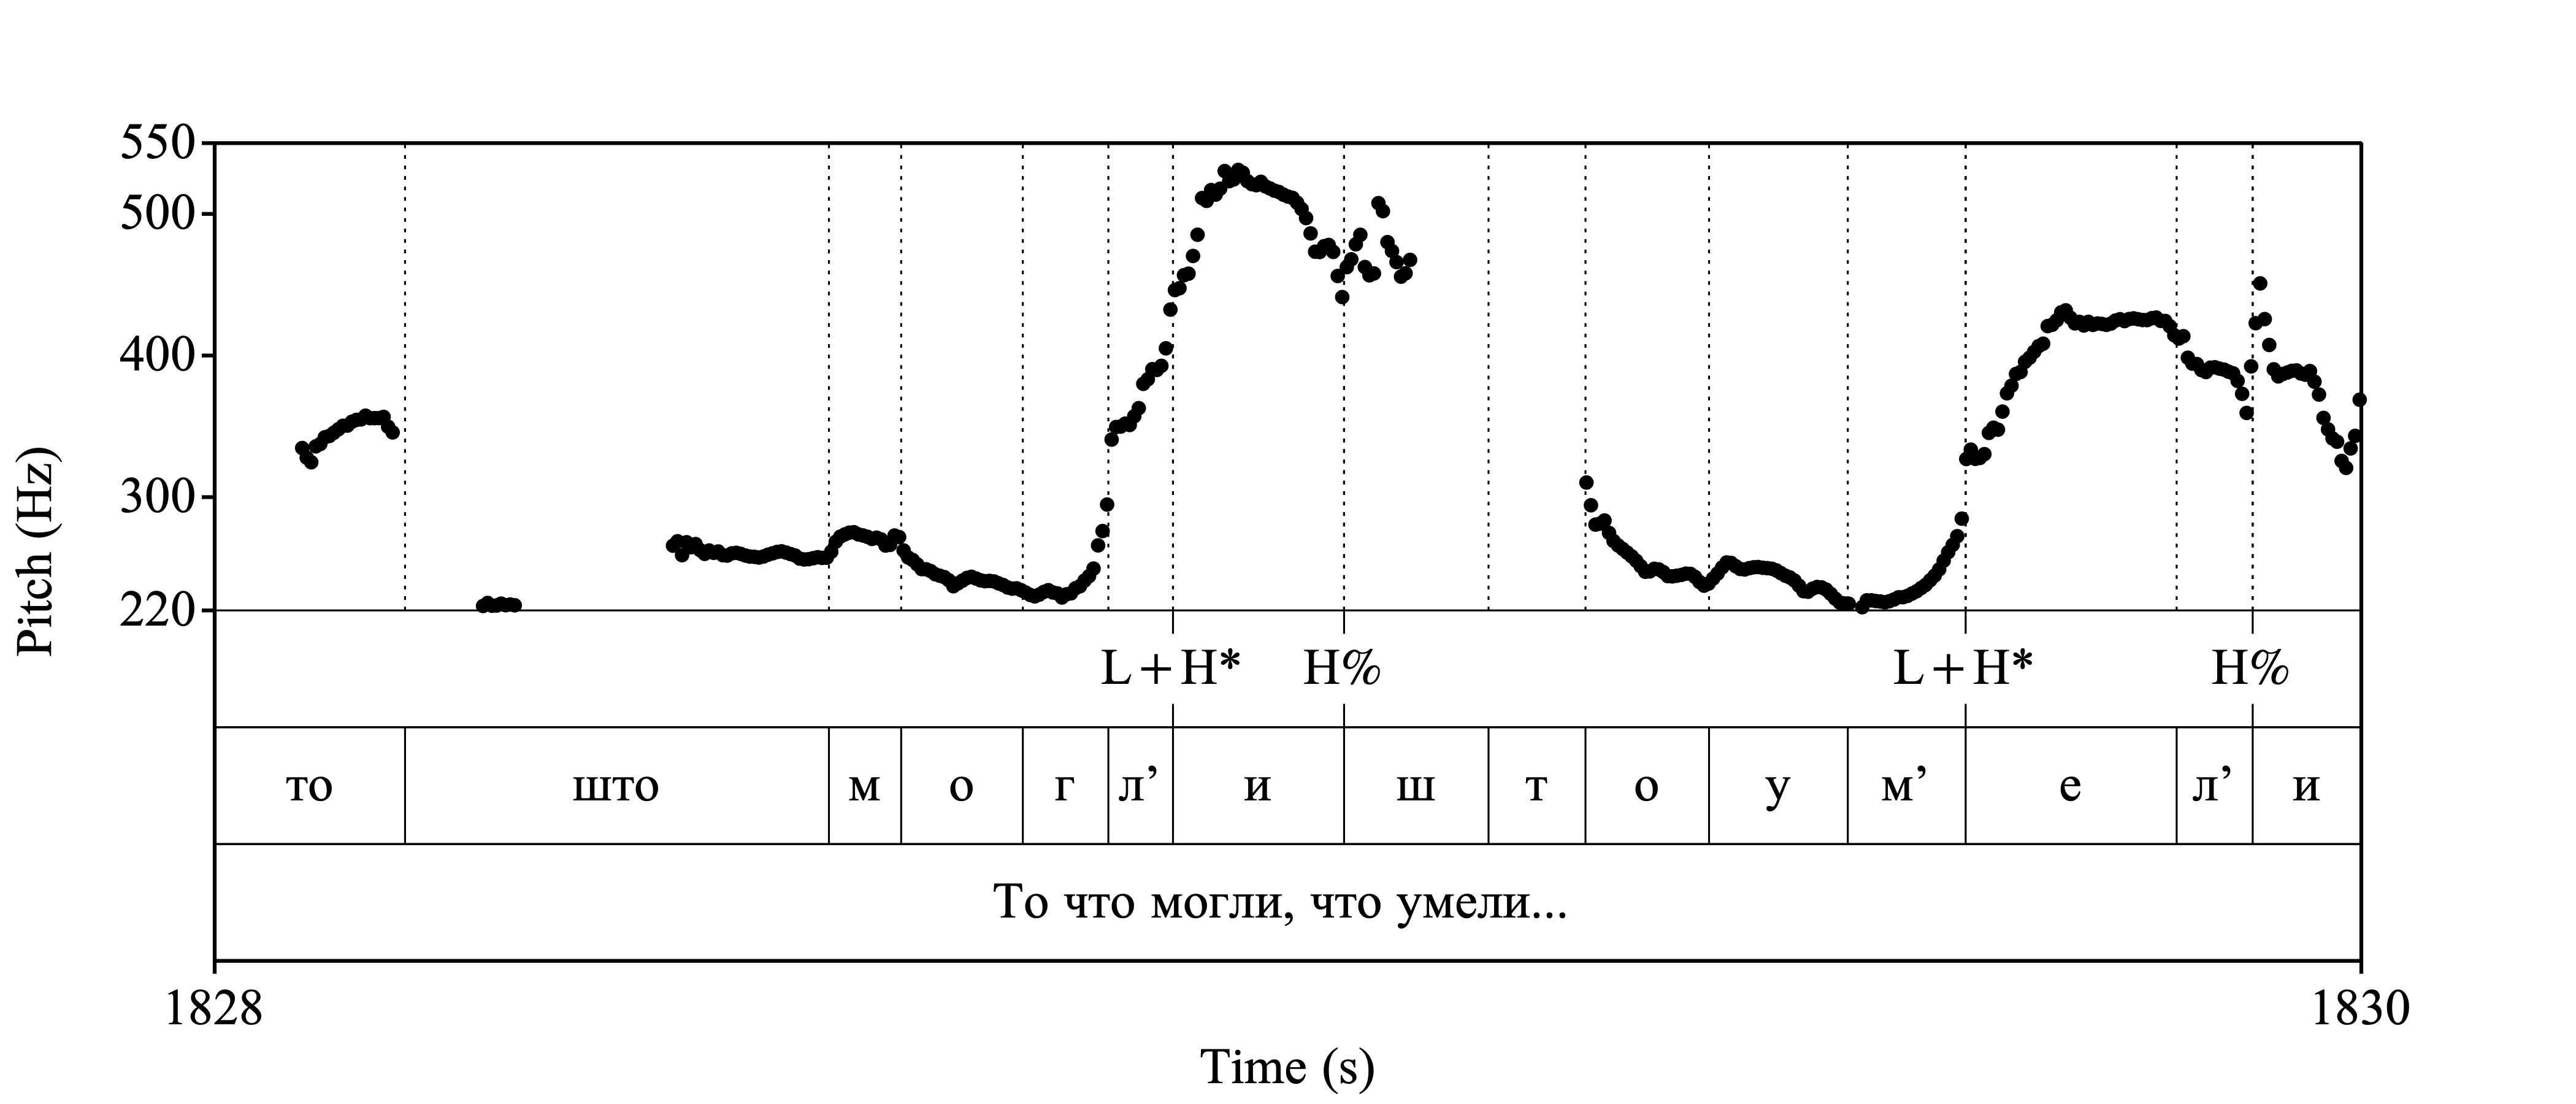 550
500
400
300
220
Pitch (Hz)
L+H* H% L+H* H%
то што м о г л’ и ш т о у м’ е л’ и
То что могли, что умели...
1828 1830
Time (s)